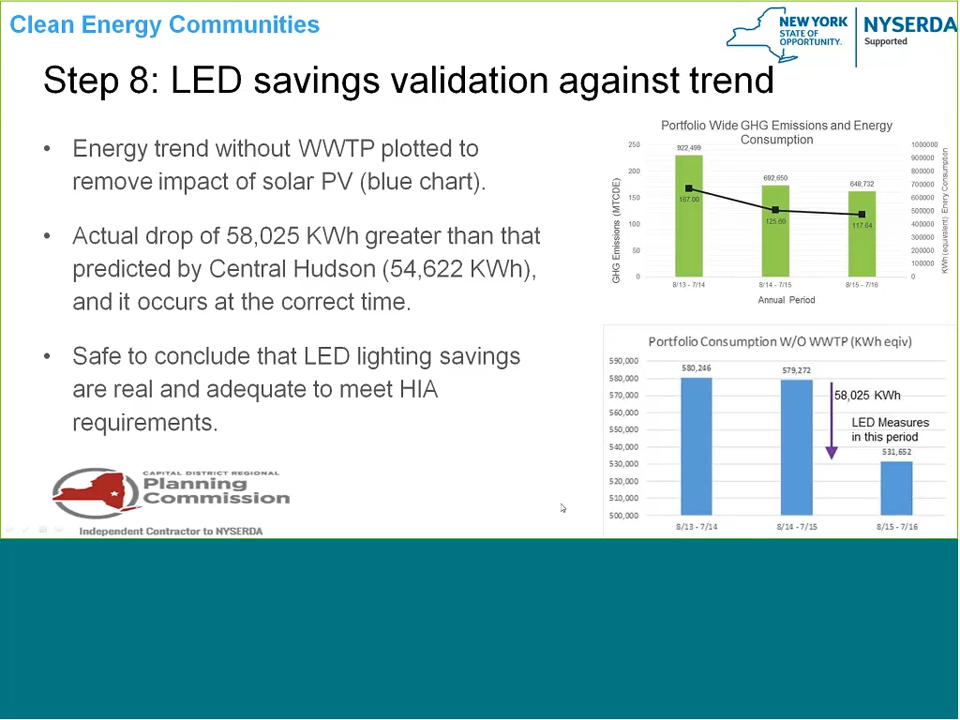 Clean Energy Communities
NEW YORK
STATE OF
OPPORTUNITY.
NYSERDA
Supported
Step 8: LED savings validation against trend
• Energy trend without WWTP plotted to
remove impact of solar PV (blue chart).
• Actual drop of 58,025 KWh greater than that
predicted by Central Hudson (54,622 KWh),
and it occurs at the correct time.
• Safe to conclude that LED lighting savings
are real and adequate to meet HIA
requirements.
CAPITAL DISTRICT REGIONAL
Planning
Commission
Independent Contractor to NYSERDA
Portfolio Wide GHG Emissions and Energy
Consumption
GHG Emissions (MTCDE)
250
200
150
100
50
0
922,499
692,650
648,732
167.00
125.69
117.64
1000000
900000
800000
700000
600000
500000
400000
300000
200000
100000
0
KWh (equivalent) Enery Consumption
8/13 - 7/14
8/14 - 7/15
8/15 - 7/16
Annual Period
Portfolio Consumption W/O WWTP (KWh eqiv)
590,000
580,000
570,000
560,000
550,000
540,000
530,000
520,000
510,000
500,000
580,246
579,272
531,652
58,025 KWh
LED Measures
in this period
8/13 - 7/14
8/14 - 7/15
8/15 - 7/16